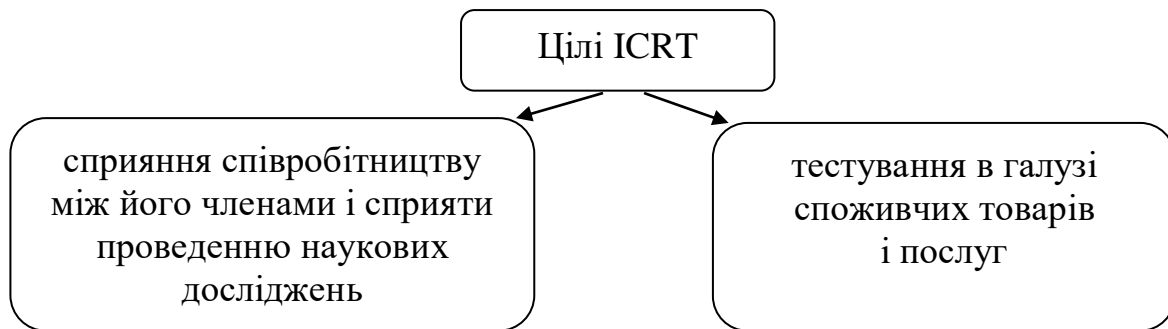 Цілі ICRT
сприяння співробітництву
між його членами і сприяти
проведенню наукових
досліджень
тестування в галузі
споживчих товарів
і послуг